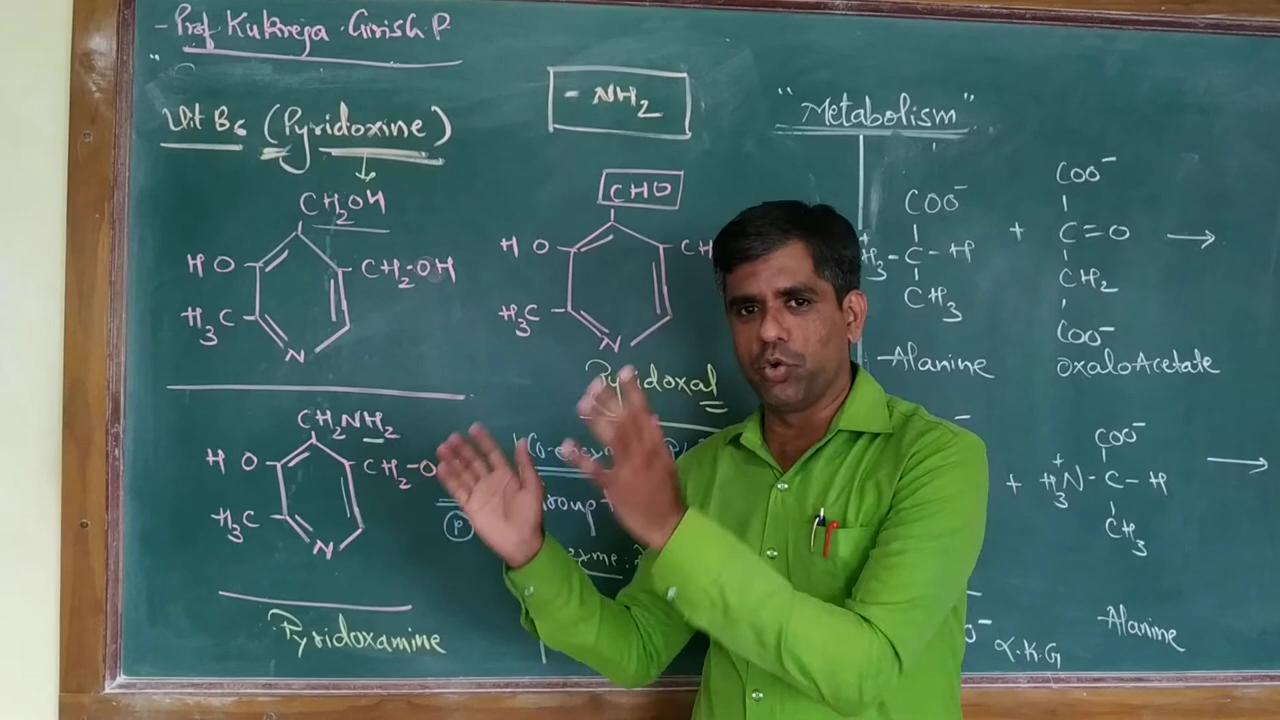 - Prof Kukreja Girish P.
Vit B6 (Pyridoxine)
CH2OH
HO
CH2-OH
H3C
N
CH2NH2
HO
CH2-O
H3C
N
Pyridoxamine
- NH2
CHO
HO
CH
H3C
N
Pyridoxal
P
"Metabolism"
COO-
H3-C-H
CH3
Alanine
+
COO-
C=O
CH2
COO-
oxaloAcetate
→
+
COO-
H3N+-C-H
CH3
Alanine
→
α.K.G